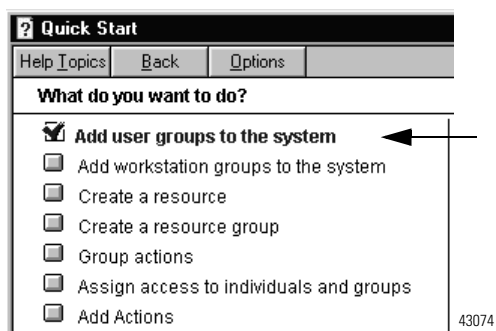 ? Quick Start
Help Topics Back Options
What do you want to do?
Add user groups to the system
Add workstation groups to the system
Create a resource
Create a resource group
Group actions
Assign access to individuals and groups
Add Actions
43074